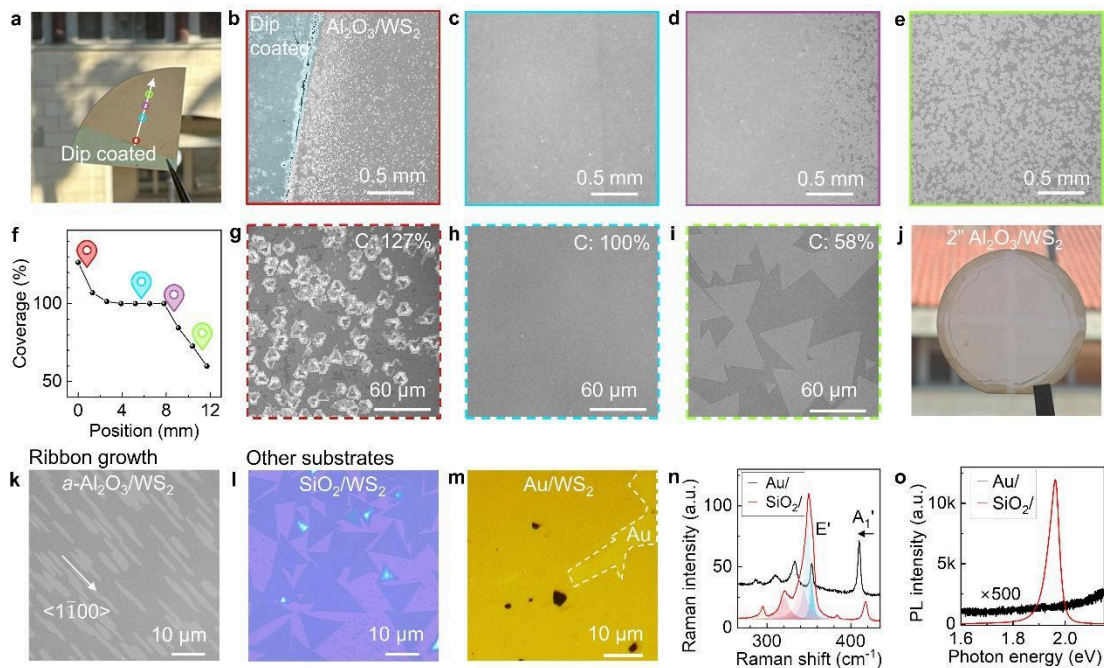 a
Dip coated
b
Dip
coated
Al₂O₃/WS₂
0.5 mm
c
0.5 mm
d
0.5 mm
e
0.5 mm
f
Coverage (%)
100
50
0 4 8 12
Position (mm)
g
C: 127%
60 μm
h
C: 100%
60 μm
i
C: 58%
60 μm
j
2” Al₂O₃/WS₂
Ribbon growth
k
a-Al₂O₃/WS₂
<11̅00>
10 μm
Other substrates
l
SiO₂/WS₂
10 μm
m
Au/WS₂
Au
10 μm
n
Raman intensity (a.u.)
100
50
0
Au/
SiO₂/
E'
A₁'
300 400
Raman shift (cm⁻¹)
o
PL intensity (a.u.)
10k
5k
0
Au/
SiO₂/
×500
1.6 1.8 2.0
Photon energy (eV)